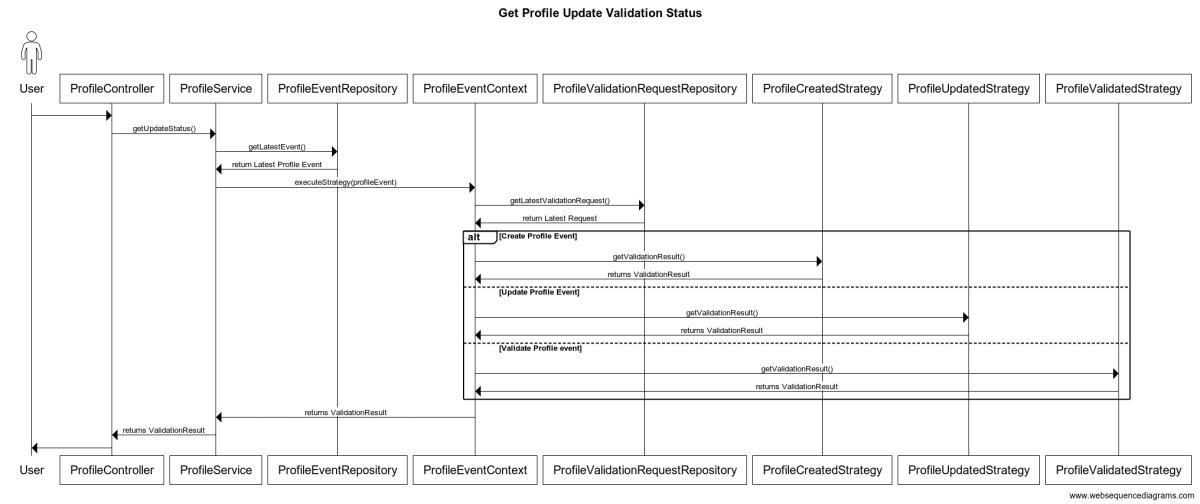 Get Profile Update Validation Status
User
ProfileController
ProfileService
ProfileEventRepository
ProfileEventContext
ProfileValidationRequestRepository
ProfileCreatedStrategy
ProfileUpdatedStrategy
ProfileValidatedStrategy
getUpdateStatus()
getLatestEvent()
return Latest Profile Event
executeStrategy(profileEvent)
getLatestValidationRequest()
return Latest Request
alt
[Create Profile Event]
getValidationResult()
returns ValidationResult
[Update Profile Event]
getValidationResult()
returns ValidationResult
[Validate Profile event]
getValidationResult()
returns ValidationResult
returns ValidationResult
returns ValidationResult
User
ProfileController
ProfileService
ProfileEventRepository
ProfileEventContext
ProfileValidationRequestRepository
ProfileCreatedStrategy
ProfileUpdatedStrategy
ProfileValidatedStrategy
www.websequencediagrams.com